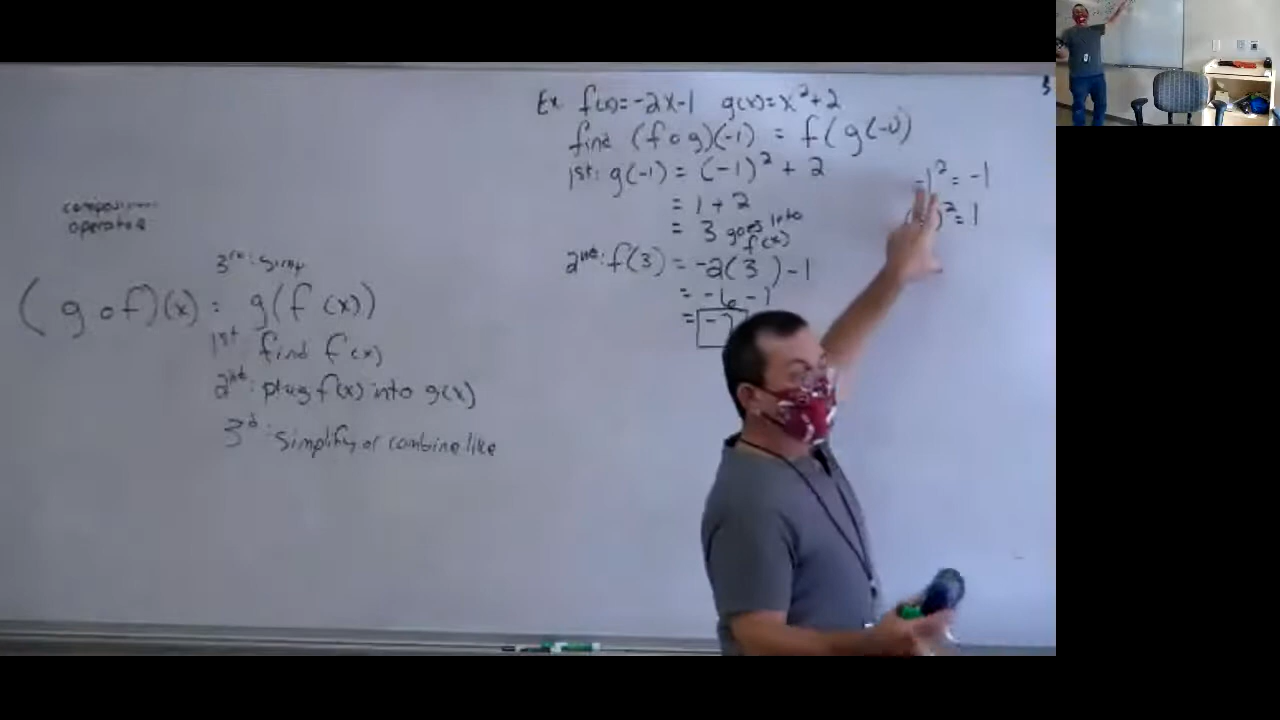 composition
operator
3rd: simp
(g o f)(x) = g(f(x))
1st: find f(x)
2nd: plug f(x) into g(x)
3rd: simplify or combine like
Ex f(x)=-2x-1 g(x)=x²+2
find (f o g)(-1) = f(g(-1))
1st: g(-1) = (-1)² + 2
= 1 + 2
= 3 goes into
f(x)
2nd: f(3) = -2(3) -1
= -6 -1
= -7
-1² = -1
( )² = 1